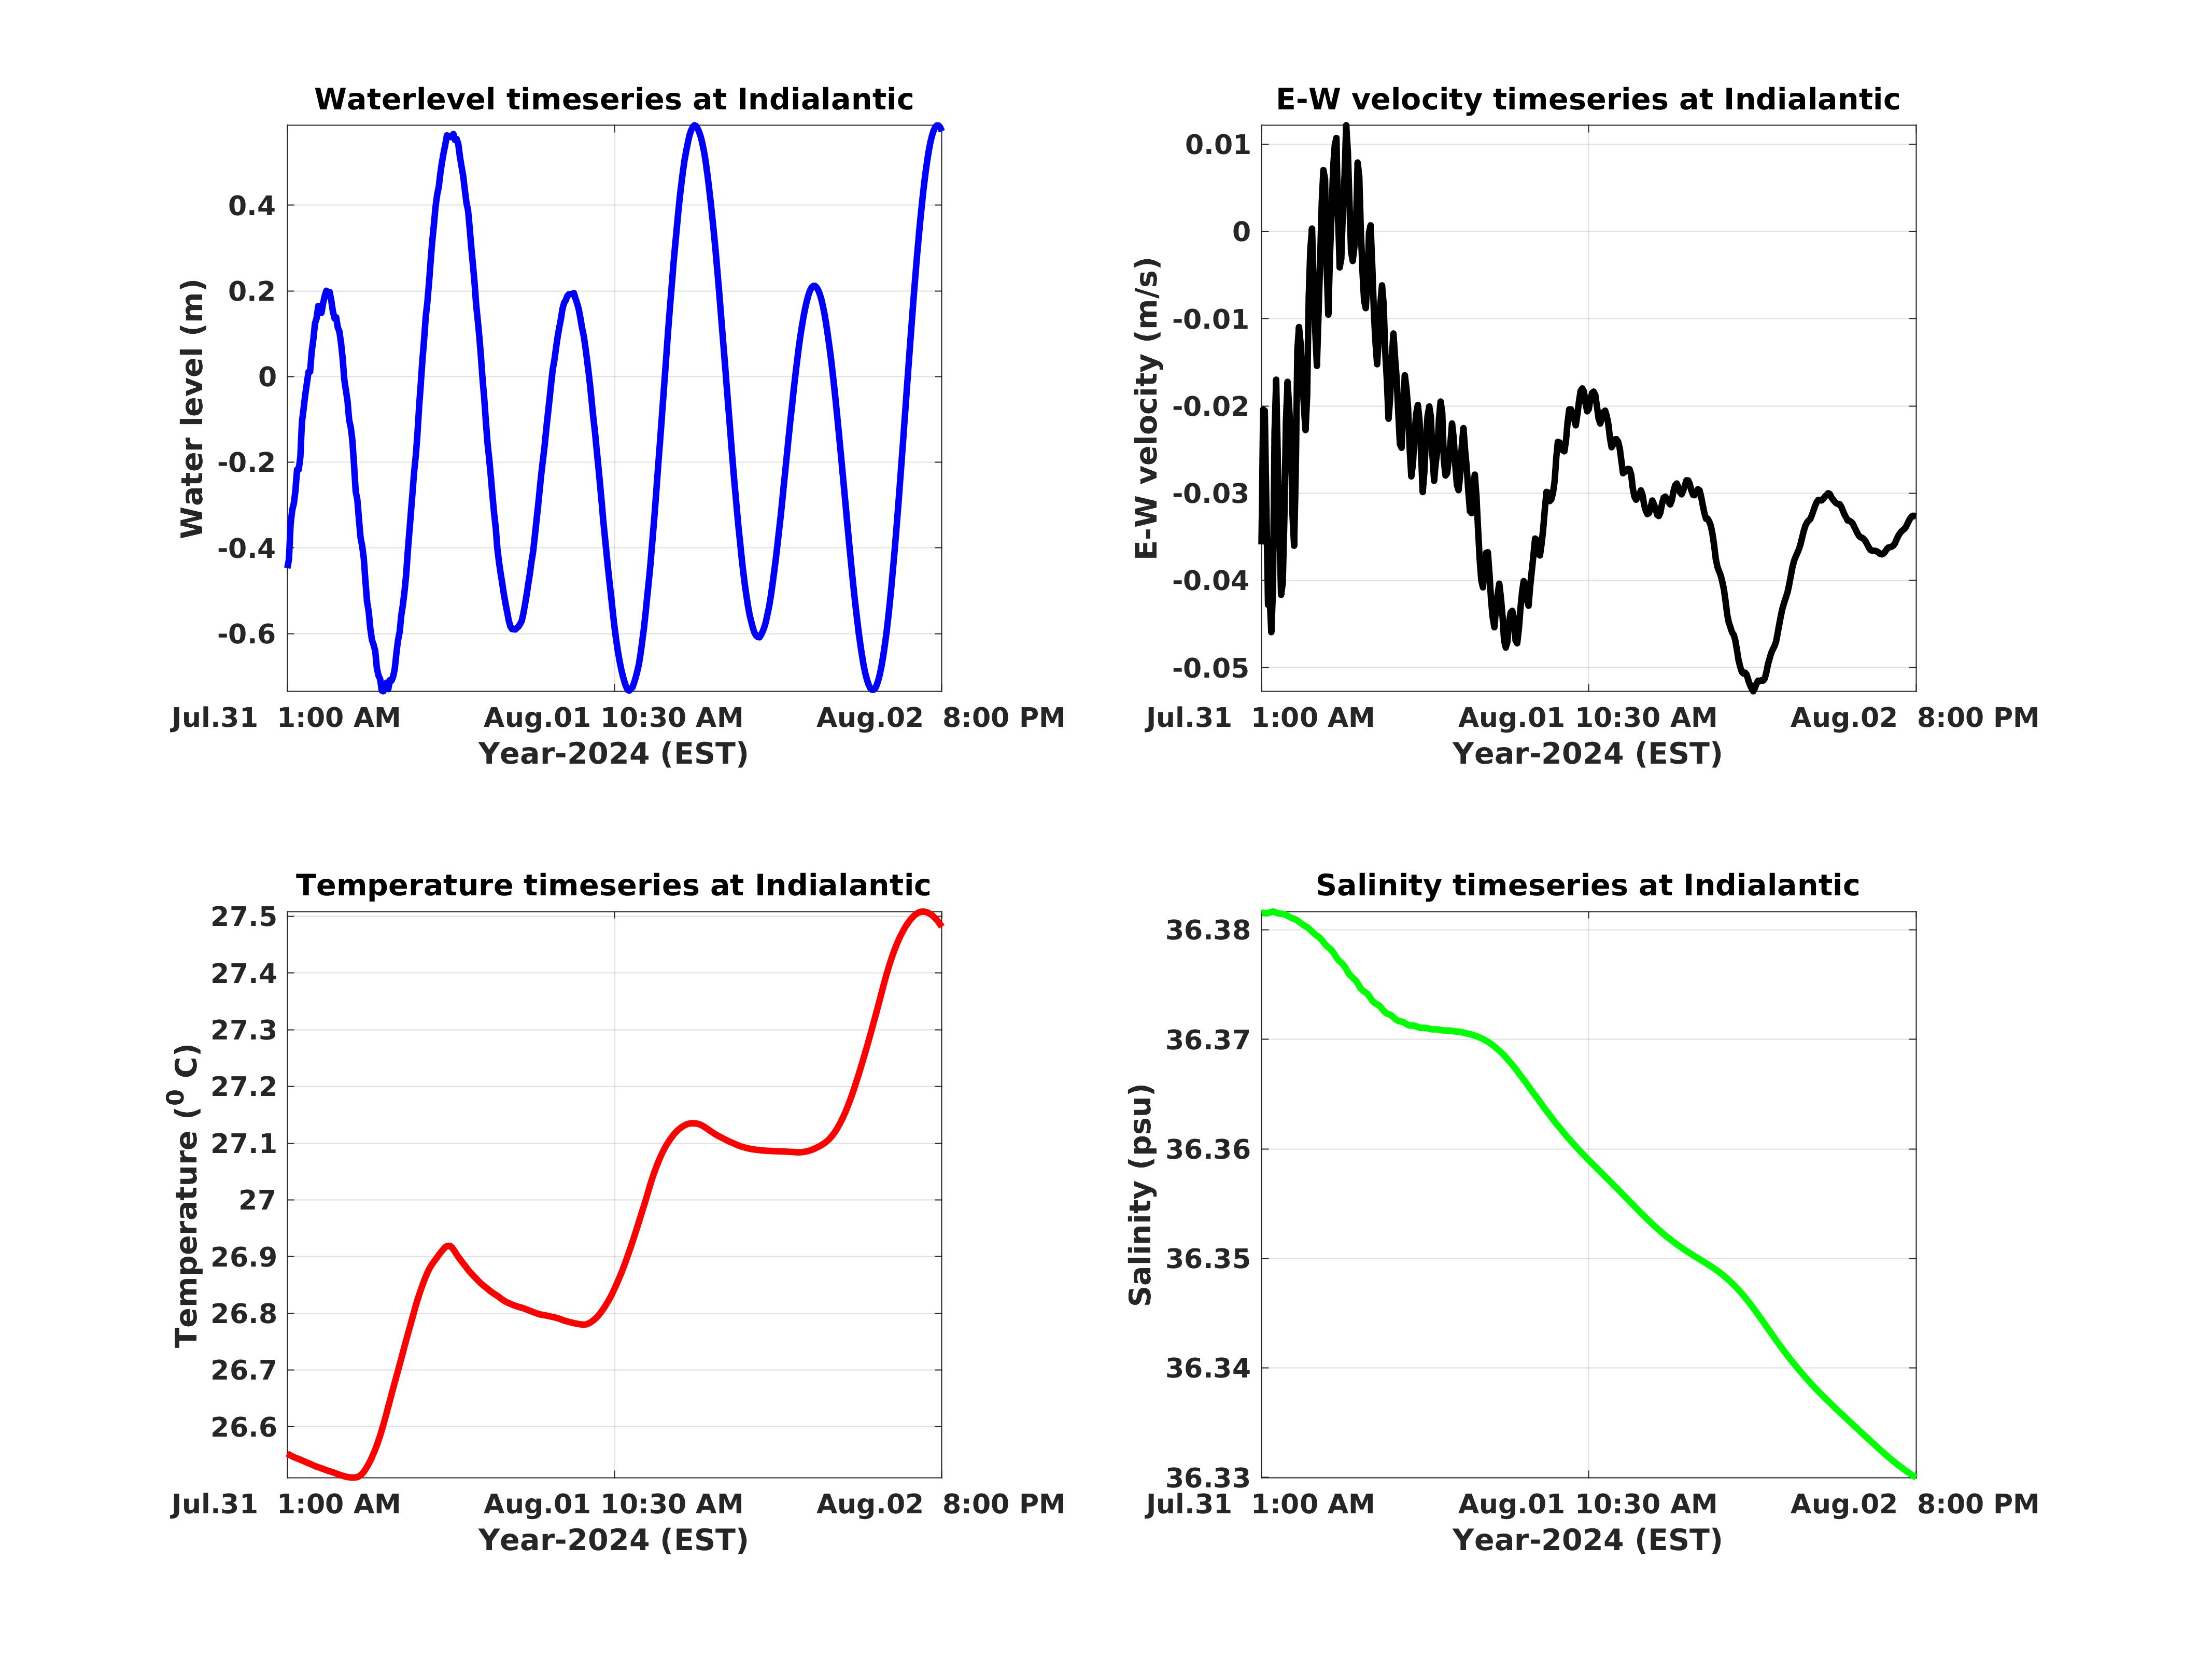 Waterlevel timeseries at Indialantic
0.4
0.2
0
-0.2
-0.4
-0.6
Water level (m)
Jul.31 1:00 AM Aug.01 10:30 AM Aug.02 8:00 PM
Year-2024 (EST)
E-W velocity timeseries at Indialantic
0.01
0
-0.01
-0.02
-0.03
-0.04
-0.05
E-W velocity (m/s)
Jul.31 1:00 AM Aug.01 10:30 AM Aug.02 8:00 PM
Year-2024 (EST)
Temperature timeseries at Indialantic
27.5
27.4
27.3
27.2
27.1
27
26.9
26.8
26.7
26.6
Temperature (⁰ C)
Jul.31 1:00 AM Aug.01 10:30 AM Aug.02 8:00 PM
Year-2024 (EST)
Salinity timeseries at Indialantic
36.38
36.37
36.36
36.35
36.34
36.33
Salinity (psu)
Jul.31 1:00 AM Aug.01 10:30 AM Aug.02 8:00 PM
Year-2024 (EST)